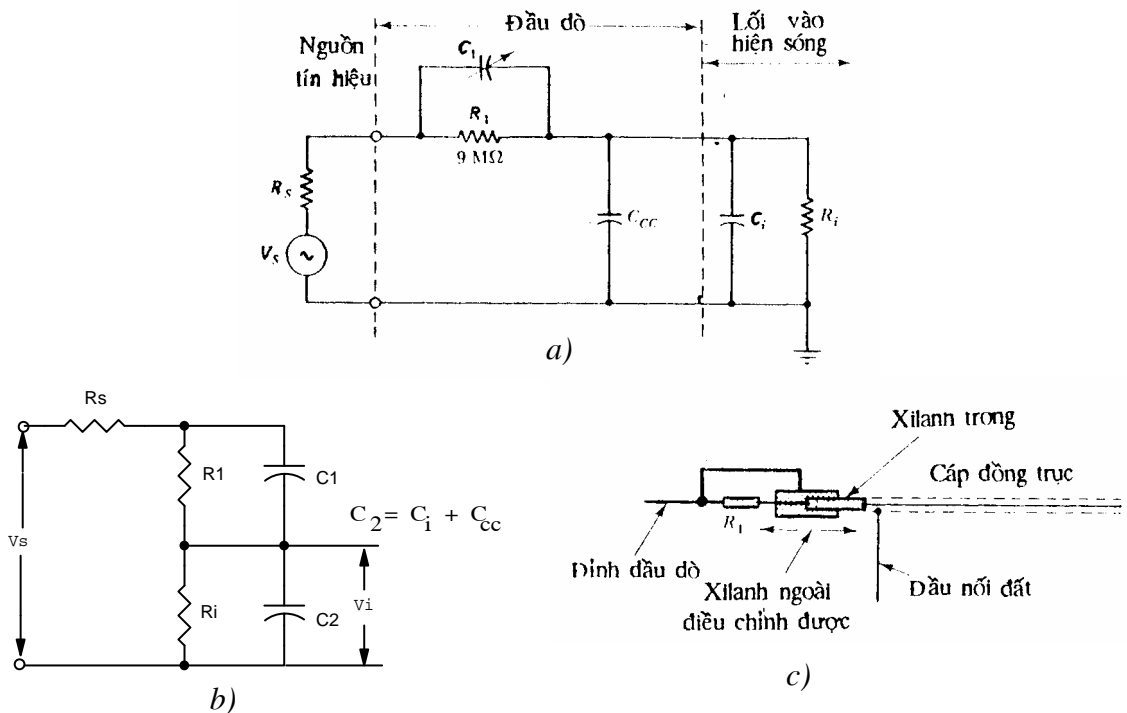 Đầu dò
Lối vào
hiện sóng
Nguồn
tín hiệu
C1
R1
9 MΩ
Rs
Vs
CCC
Ci
Ri
a)
Rs
R1
C1
C2 = Ci + Ccc
Vs
Ri
C2
Vi
b)
Xilanh trong
Cáp đồng trục
R1
Đỉnh đầu dò
Xilanh ngoài
điều chỉnh được
Đầu nối đất
c)